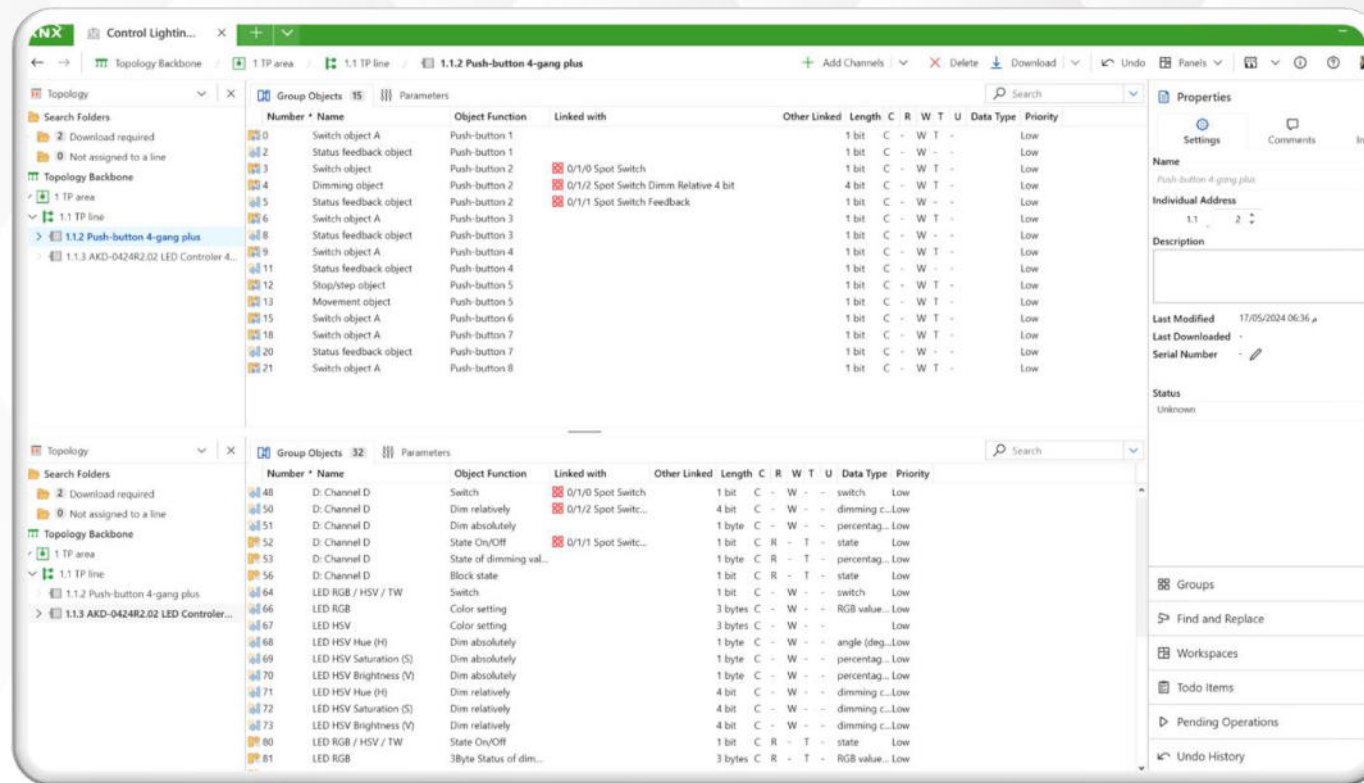 KNX Control Lightin... × + 
Topology Backbone / 1 TP area / 1.1 TP line / 1.1.2 Push-button 4-gang plus + Add Channels Delete Download Undo Panels
Topology
Search Folders
2 Download required
0 Not assigned to a line
Topology Backbone
1 TP area
1.1 TP line
1.1.2 Push-button 4-gang plus
1.1.3 AKD-0424R2.02 LED Controler 4...
Group Objects 15 Parameters Search
Number * Name Object Function Linked with Other Linked Length C R W T U Data Type Priority
0 Switch object A Push-button 1 1 bit C - W T - Low
2 Status feedback object Push-button 1 1 bit C - W - - Low
3 Switch object Push-button 2 0/1/0 Spot Switch 1 bit C - W T - Low
4 Dimming object Push-button 2 0/1/2 Spot Switch Dimm Relative 4 bit 4 bit C - W T - Low
5 Status feedback object Push-button 2 0/1/1 Spot Switch Feedback 1 bit C - W - - Low
6 Switch object A Push-button 3 1 bit C - W T - Low
8 Status feedback object Push-button 3 1 bit C - W - - Low
9 Switch object A Push-button 4 1 bit C - W T - Low
11 Status feedback object Push-button 4 1 bit C - W - - Low
12 Stop/step object Push-button 5 1 bit C - W T - Low
13 Movement object Push-button 5 1 bit C - W T - Low
15 Switch object A Push-button 6 1 bit C - W T - Low
18 Switch object A Push-button 7 1 bit C - W T - Low
20 Status feedback object Push-button 7 1 bit C - W - - Low
21 Switch object A Push-button 8 1 bit C - W T - Low
Properties
Settings Comments In
Name
Push-button 4-gang plus
Individual Address
1.1 . 2
Description
Last Modified 17/05/2024 06:36 م
Last Downloaded -
Serial Number -
Status
Unknown
Topology
Search Folders
2 Download required
0 Not assigned to a line
Topology Backbone
1 TP area
1.1 TP line
1.1.2 Push-button 4-gang plus
1.1.3 AKD-0424R2.02 LED Controler...
Group Objects 32 Parameters Search
Number * Name Object Function Linked with Other Linked Length C R W T U Data Type Priority
48 D: Channel D Switch 0/1/0 Spot Switch 1 bit C - W - - switch Low
50 D: Channel D Dim relatively 0/1/2 Spot Switc... 4 bit C - W - - dimming c... Low
51 D: Channel D Dim absolutely 1 byte C - W - - percentag... Low
52 D: Channel D State On/Off 0/1/1 Spot Switc... 1 bit C R - T - state Low
53 D: Channel D State of dimming val... 1 byte C R - T - percentag... Low
56 D: Channel D Block state 1 bit C R - T - state Low
64 LED RGB / HSV / TW Switch 1 bit C - W - - switch Low
66 LED RGB Color setting 3 bytes C - W - - RGB value... Low
67 LED HSV Color setting 3 bytes C - W - - Low
68 LED HSV Hue (H) Dim absolutely 1 byte C - W - - angle (deg... Low
69 LED HSV Saturation (S) Dim absolutely 1 byte C - W - - percentag... Low
70 LED HSV Brightness (V) Dim absolutely 1 byte C - W - - percentag... Low
71 LED HSV Hue (H) Dim relatively 4 bit C - W - - dimming c... Low
72 LED HSV Saturation (S) Dim relatively 4 bit C - W - - dimming c... Low
73 LED HSV Brightness (V) Dim relatively 4 bit C - W - - dimming c... Low
80 LED RGB / HSV / TW State On/Off 1 bit C R - T - state Low
81 LED RGB 3Byte Status of dim... 3 bytes C R - T - RGB value... Low
Groups
Find and Replace
Workspaces
Todo Items
Pending Operations
Undo History